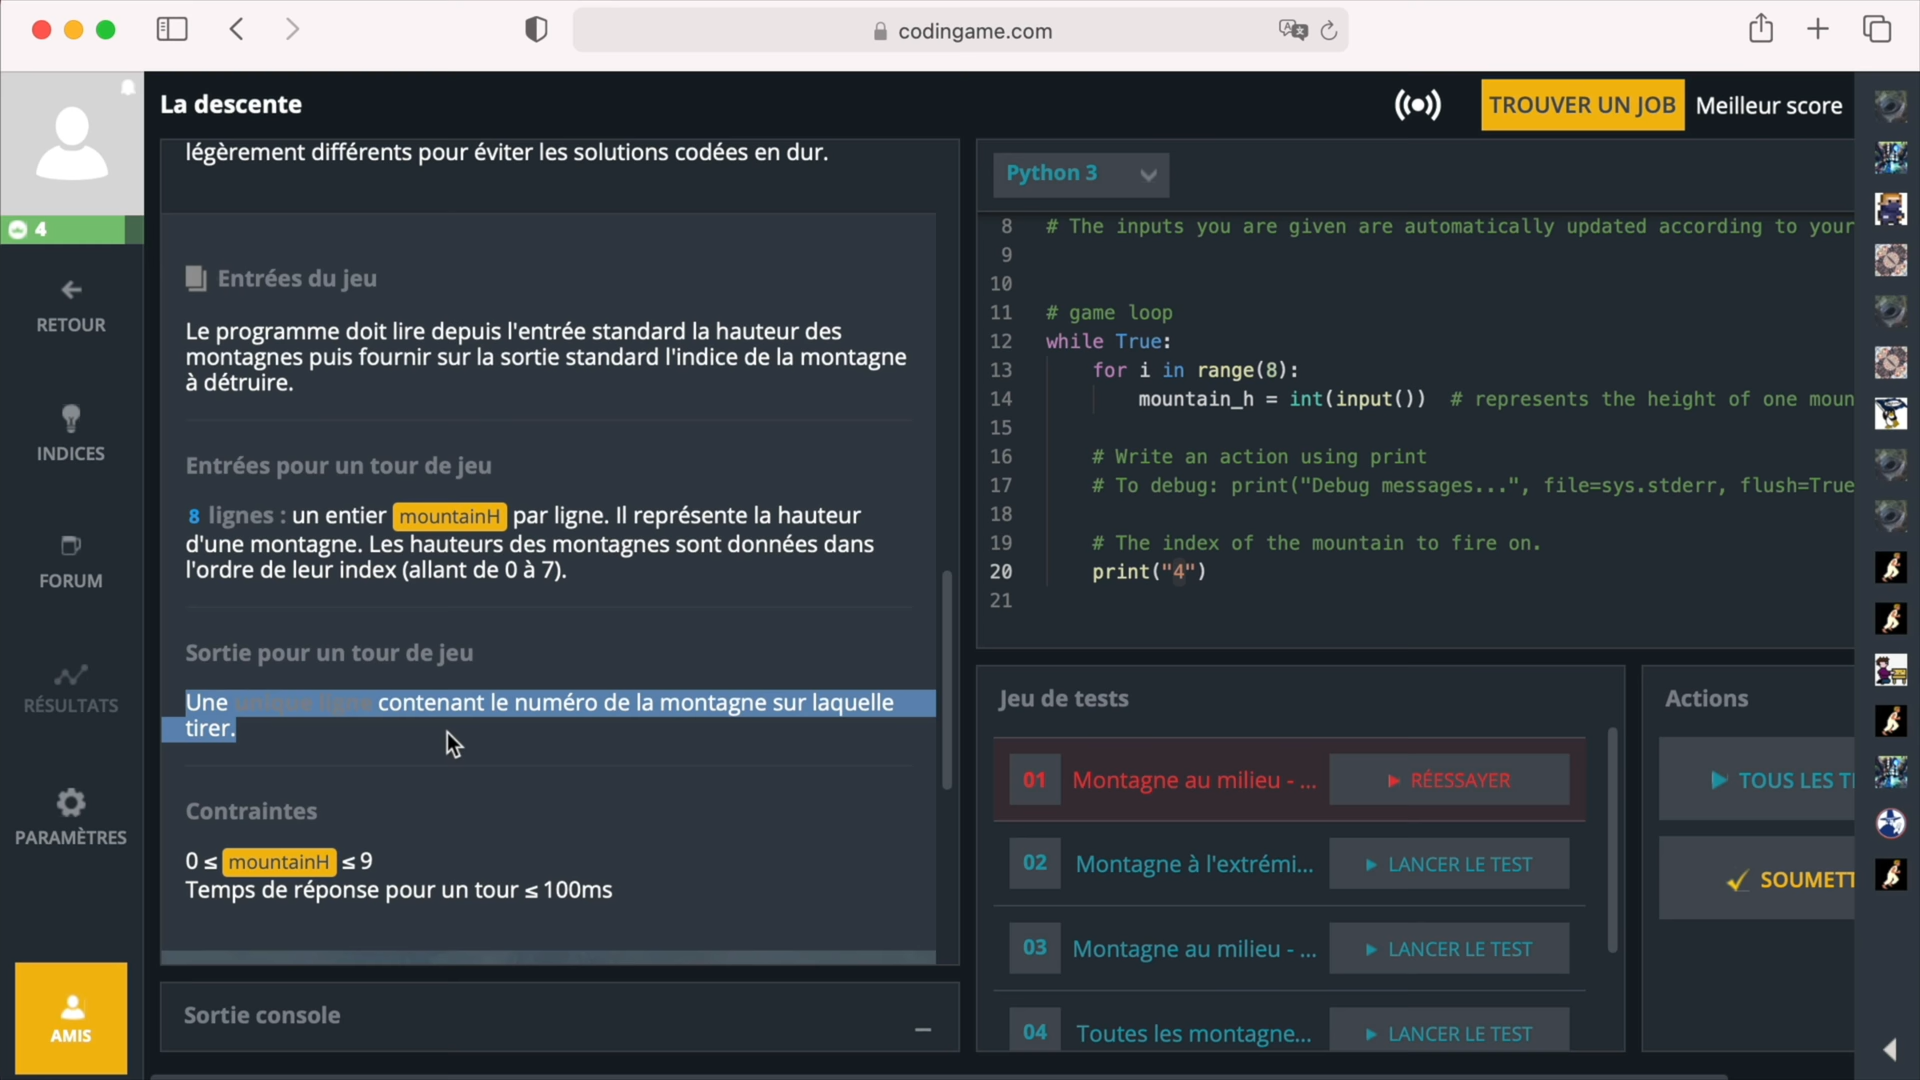 codingame.com
La descente
TROUVER UN JOB
Meilleur score
4
RETOUR
INDICES
FORUM
RÉSULTATS
PARAMÈTRES
AMIS
légèrement différents pour éviter les solutions codées en dur.
Entrées du jeu
Le programme doit lire depuis l'entrée standard la hauteur des
montagnes puis fournir sur la sortie standard l'indice de la montagne
à détruire.
Entrées pour un tour de jeu
8 lignes : un entier mountainH par ligne. Il représente la hauteur
d'une montagne. Les hauteurs des montagnes sont données dans
l'ordre de leur index (allant de 0 à 7).
Sortie pour un tour de jeu
Une unique ligne contenant le numéro de la montagne sur laquelle
tirer.
Contraintes
0 ≤ mountainH ≤ 9
Temps de réponse pour un tour ≤ 100ms
Sortie console
Python 3
8 # The inputs you are given are automatically updated according to your
9
10
11 # game loop
12 while True:
13 for i in range(8):
14 mountain_h = int(input()) # represents the height of one moun
15
16 # Write an action using print
17 # To debug: print("Debug messages...", file=sys.stderr, flush=True
18
19 # The index of the mountain to fire on.
20 print("4")
21
Jeu de tests
01 Montagne au milieu - ... RÉESSAYER
02 Montagne à l'extrémi... LANCER LE TEST
03 Montagne au milieu - ... LANCER LE TEST
04 Toutes les montagne... LANCER LE TEST
Actions
TOUS LES TE
SOUMETT